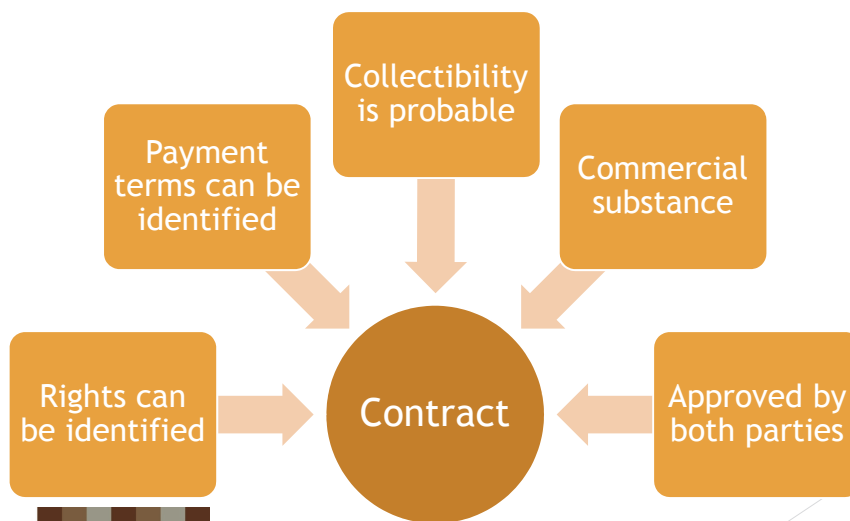 Collectibility
is probable
Payment
terms can be
identified
Commercial
substance
Rights can
be identified
Contract
Approved by
both parties